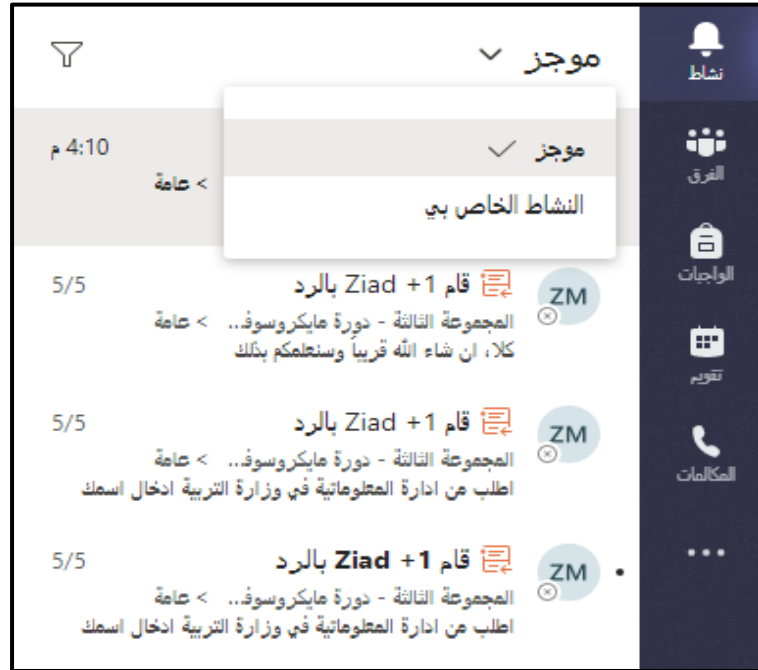 نشاط
الفرق
الواجبات
تقويم
المكالمات
موجز
موجز
النشاط الخاص بي
4:10 م
> عامة
ZM
قام Ziad +1 بالرد
5/5
المجموعة الثالثة - دورة مايكروسوفـ... > عامة
كلا، ان شاء الله قريباً وسنعلمكم بذلك
ZM
قام Ziad +1 بالرد
5/5
المجموعة الثالثة - دورة مايكروسوفـ... > عامة
اطلب من ادارة المعلوماتية في وزارة التربية ادخال اسمك
ZM
قام Ziad +1 بالرد
5/5
المجموعة الثالثة - دورة مايكروسوفـ... > عامة
اطلب من ادارة المعلوماتية في وزارة التربية ادخال اسمك